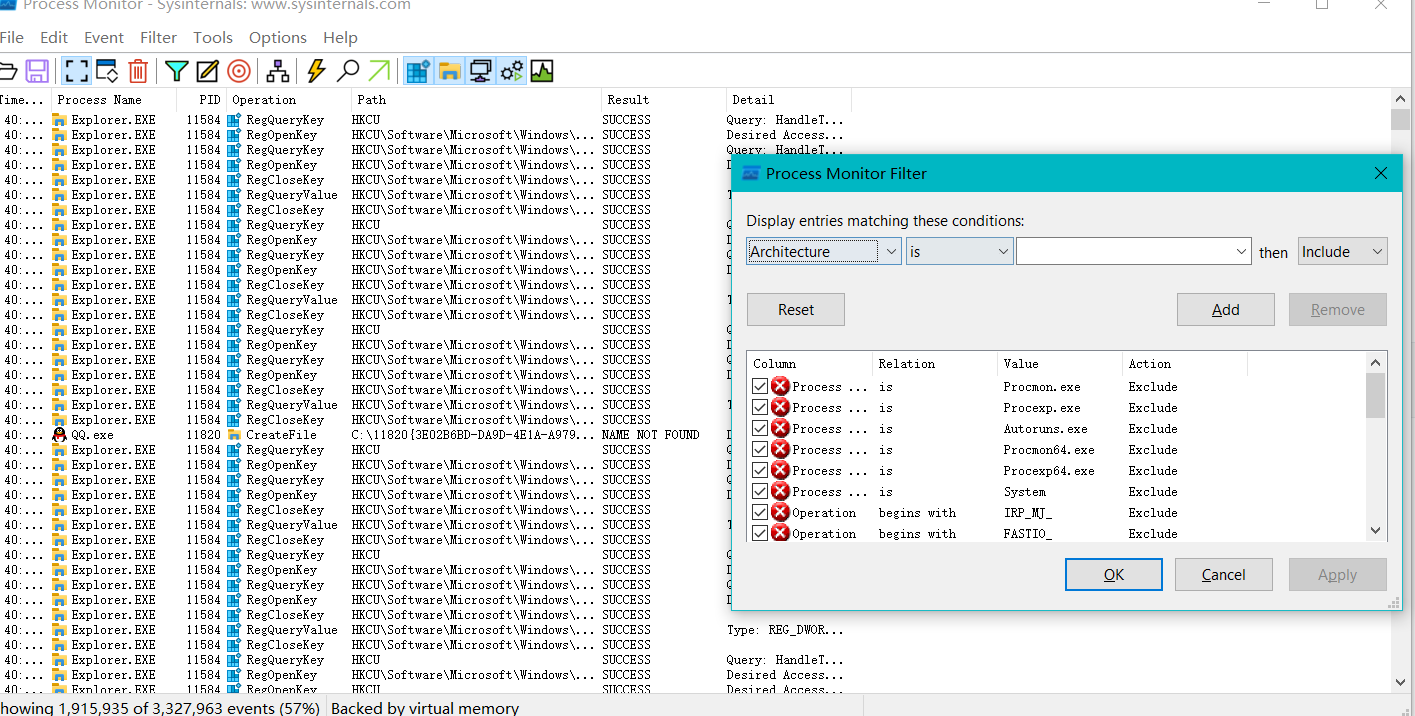 Process Monitor - Sysinternals: www.sysinternals.com
File Edit Event Filter Tools Options Help
Time... Process Name PID Operation Path Result Detail
40:... Explorer.EXE 11584 RegQueryKey HKCU SUCCESS Query: HandleT...
40:... Explorer.EXE 11584 RegOpenKey HKCU\Software\Microsoft\Windows\... SUCCESS Desired Access...
40:... Explorer.EXE 11584 RegQueryKey HKCU\Software\Microsoft\Windows\... SUCCESS Query: HandleT...
40:... Explorer.EXE 11584 RegOpenKey HKCU\Software\Microsoft\Windows\... SUCCESS
40:... Explorer.EXE 11584 RegCloseKey HKCU\Software\Microsoft\Windows\... SUCCESS
40:... Explorer.EXE 11584 RegQueryValue HKCU\Software\Microsoft\Windows\... SUCCESS
40:... Explorer.EXE 11584 RegCloseKey HKCU\Software\Microsoft\Windows\... SUCCESS
40:... Explorer.EXE 11584 RegQueryKey HKCU SUCCESS
40:... Explorer.EXE 11584 RegOpenKey HKCU\Software\Microsoft\Windows\... SUCCESS
40:... Explorer.EXE 11584 RegQueryKey HKCU\Software\Microsoft\Windows\... SUCCESS
40:... Explorer.EXE 11584 RegOpenKey HKCU\Software\Microsoft\Windows\... SUCCESS
40:... Explorer.EXE 11584 RegCloseKey HKCU\Software\Microsoft\Windows\... SUCCESS
40:... Explorer.EXE 11584 RegQueryValue HKCU\Software\Microsoft\Windows\... SUCCESS
40:... Explorer.EXE 11584 RegCloseKey HKCU\Software\Microsoft\Windows\... SUCCESS
40:... Explorer.EXE 11584 RegQueryKey HKCU SUCCESS
40:... Explorer.EXE 11584 RegOpenKey HKCU\Software\Microsoft\Windows\... SUCCESS
40:... Explorer.EXE 11584 RegQueryKey HKCU\Software\Microsoft\Windows\... SUCCESS
40:... Explorer.EXE 11584 RegOpenKey HKCU\Software\Microsoft\Windows\... SUCCESS
40:... Explorer.EXE 11584 RegCloseKey HKCU\Software\Microsoft\Windows\... SUCCESS
40:... Explorer.EXE 11584 RegQueryValue HKCU\Software\Microsoft\Windows\... SUCCESS
40:... Explorer.EXE 11584 RegCloseKey HKCU\Software\Microsoft\Windows\... SUCCESS
40:... QQ.exe 11820 CreateFile C:\11820{3E02B6BD-DA9D-4E1A-A979... NAME NOT FOUND
40:... Explorer.EXE 11584 RegQueryKey HKCU SUCCESS
40:... Explorer.EXE 11584 RegOpenKey HKCU\Software\Microsoft\Windows\... SUCCESS
40:... Explorer.EXE 11584 RegQueryKey HKCU\Software\Microsoft\Windows\... SUCCESS
40:... Explorer.EXE 11584 RegOpenKey HKCU\Software\Microsoft\Windows\... SUCCESS
40:... Explorer.EXE 11584 RegCloseKey HKCU\Software\Microsoft\Windows\... SUCCESS
40:... Explorer.EXE 11584 RegQueryValue HKCU\Software\Microsoft\Windows\... SUCCESS
40:... Explorer.EXE 11584 RegCloseKey HKCU\Software\Microsoft\Windows\... SUCCESS
40:... Explorer.EXE 11584 RegQueryKey HKCU SUCCESS
40:... Explorer.EXE 11584 RegOpenKey HKCU\Software\Microsoft\Windows\... SUCCESS
40:... Explorer.EXE 11584 RegQueryKey HKCU\Software\Microsoft\Windows\... SUCCESS
40:... Explorer.EXE 11584 RegOpenKey HKCU\Software\Microsoft\Windows\... SUCCESS
40:... Explorer.EXE 11584 RegCloseKey HKCU\Software\Microsoft\Windows\... SUCCESS
40:... Explorer.EXE 11584 RegQueryValue HKCU\Software\Microsoft\Windows\... SUCCESS Type: REG_DWOR...
40:... Explorer.EXE 11584 RegCloseKey HKCU\Software\Microsoft\Windows\... SUCCESS
40:... Explorer.EXE 11584 RegQueryKey HKCU SUCCESS Query: HandleT...
40:... Explorer.EXE 11584 RegOpenKey HKCU\Software\Microsoft\Windows\... SUCCESS Desired Access...
40:... Explorer.EXE 11584 RegOpenKey HKCU SUCCESS Desired Access...
Process Monitor Filter
Display entries matching these conditions:
Architecture is then Include
Reset Add Remove
Column Relation Value Action
Process ... is Procmon.exe Exclude
Process ... is Procexp.exe Exclude
Process ... is Autoruns.exe Exclude
Process ... is Procmon64.exe Exclude
Process ... is Procexp64.exe Exclude
Process ... is System Exclude
Operation begins with IRP_MJ_ Exclude
Operation begins with FASTIO_ Exclude
OK Cancel Apply
howing 1,915,935 of 3,327,963 events (57%) Backed by virtual memory